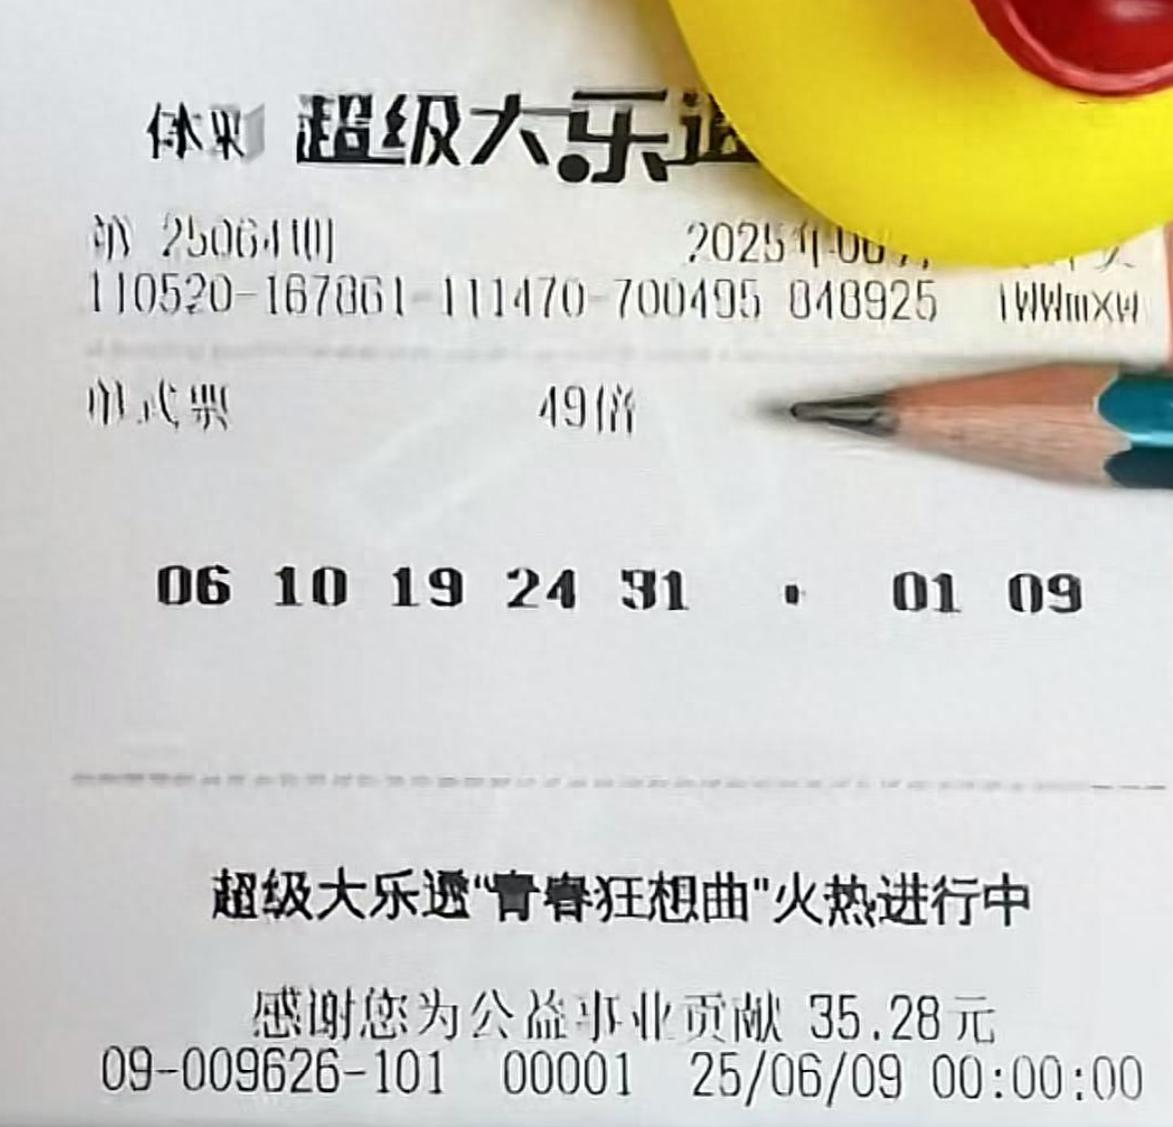 体彩 超级大乐透
第 25064期 2025年06月
110520-167861-111470-700495 848925 1WWmXW
单式票 49倍
06 10 19 24 31 · 01 09
超级大乐透"青春狂想曲"火热进行中
感谢您为公益事业贡献 35.28元
09-009626-101 00001 25/06/09 00:00:00